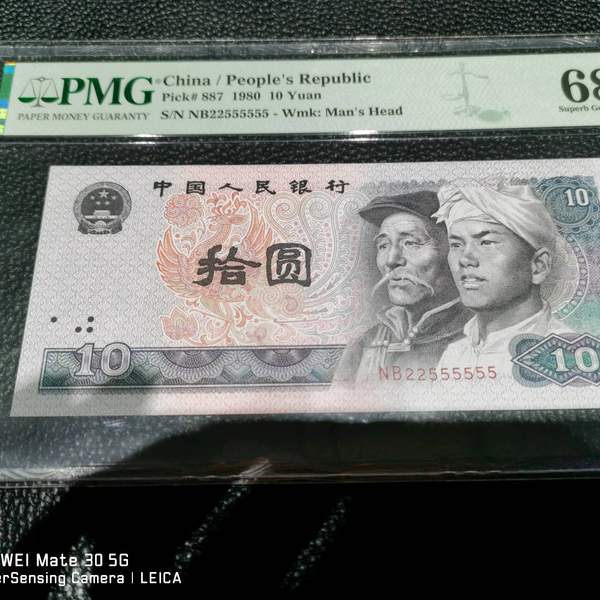 PMG
PAPER MONEY GUARANTY
China / People's Republic
Pick# 887 1980 10 Yuan
S/N NB22555555 - Wmk: Man's Head
68
Superb Ge
中国人民银行
10
拾圆
10
NB22555555
10
WEI Mate 30 5G
erSensing Camera | LEICA